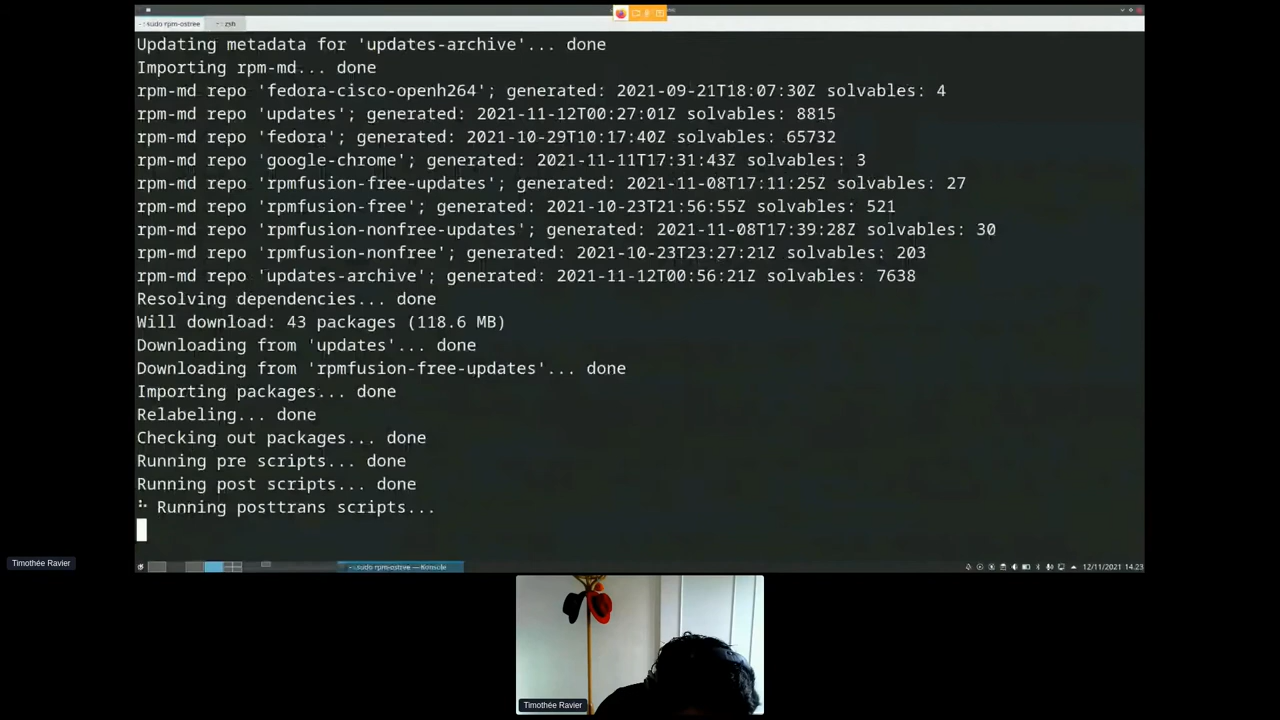 ~ : sudo rpm-ostree
~ : zsh
Updating metadata for 'updates-archive'... done
Importing rpm-md... done
rpm-md repo 'fedora-cisco-openh264'; generated: 2021-09-21T18:07:30Z solvables: 4
rpm-md repo 'updates'; generated: 2021-11-12T00:27:01Z solvables: 8815
rpm-md repo 'fedora'; generated: 2021-10-29T10:17:40Z solvables: 65732
rpm-md repo 'google-chrome'; generated: 2021-11-11T17:31:43Z solvables: 3
rpm-md repo 'rpmfusion-free-updates'; generated: 2021-11-08T17:11:25Z solvables: 27
rpm-md repo 'rpmfusion-free'; generated: 2021-10-23T21:56:55Z solvables: 521
rpm-md repo 'rpmfusion-nonfree-updates'; generated: 2021-11-08T17:39:28Z solvables: 30
rpm-md repo 'rpmfusion-nonfree'; generated: 2021-10-23T23:27:21Z solvables: 203
rpm-md repo 'updates-archive'; generated: 2021-11-12T00:56:21Z solvables: 7638
Resolving dependencies... done
Will download: 43 packages (118.6 MB)
Downloading from 'updates'... done
Downloading from 'rpmfusion-free-updates'... done
Importing packages... done
Relabeling... done
Checking out packages... done
Running pre scripts... done
Running post scripts... done
Running posttrans scripts...
Timothée Ravier
~ : sudo rpm-ostree — Konsole
12/11/2021 14.23
Timothée Ravier